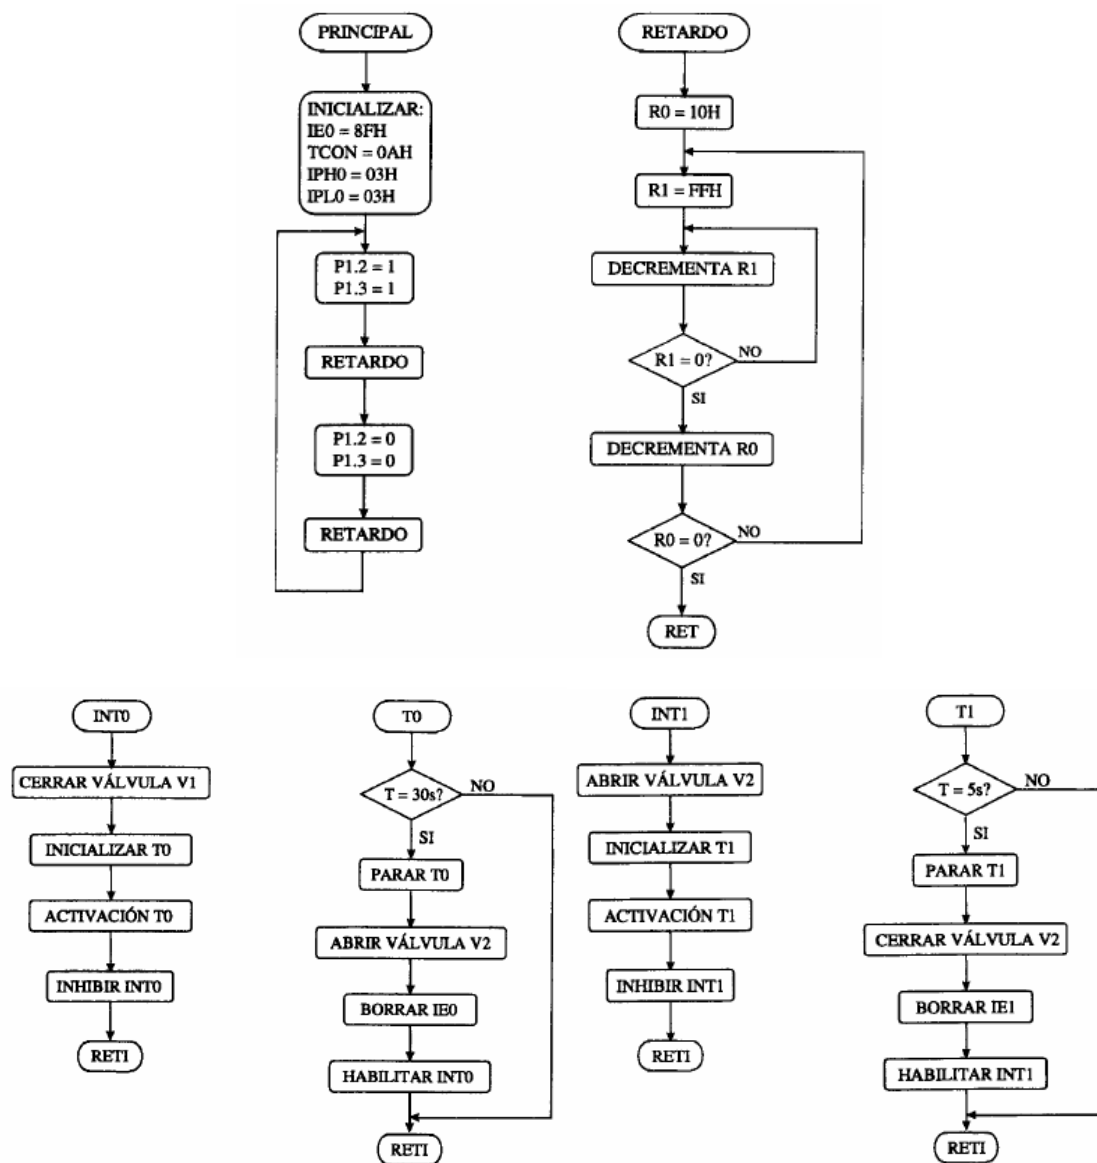 PRINCIPAL
INICIALIZAR:
IE0 = 8FH
TCON = 0AH
IPH0 = 03H
IPL0 = 03H
P1.2 = 1
P1.3 = 1
RETARDO
P1.2 = 0
P1.3 = 0
RETARDO
RETARDO
R0 = 10H
R1 = FFH
DECREMENTA R1
R1 = 0?
NO
SI
DECREMENTA R0
R0 = 0?
NO
SI
RET
INT0
CERRAR VÁLVULA V1
INICIALIZAR T0
ACTIVACIÓN T0
INHIBIR INT0
RETI
T0
T = 30s?
NO
SI
PARAR T0
ABRIR VÁLVULA V2
BORRAR IE0
HABILITAR INT0
RETI
INT1
ABRIR VÁLVULA V2
INICIALIZAR T1
ACTIVACIÓN T1
INHIBIR INT1
RETI
T1
T = 5s?
NO
SI
PARAR T1
CERRAR VÁLVULA V2
BORRAR IE1
HABILITAR INT1
RETI